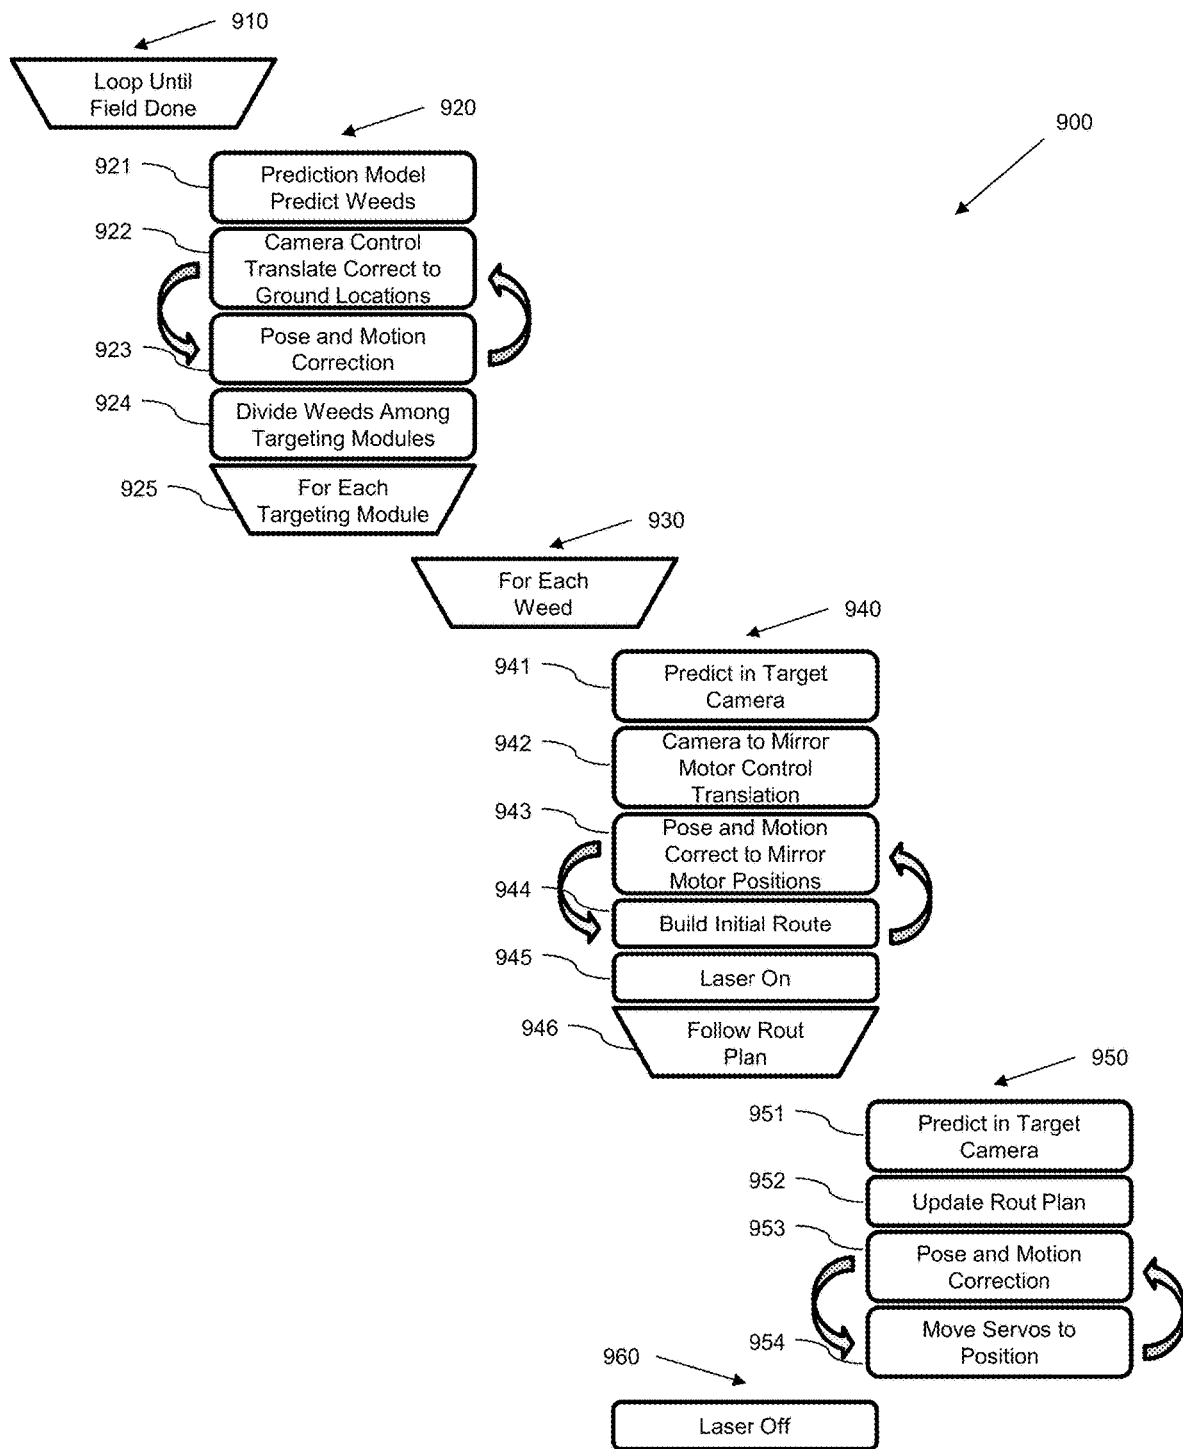 910
Loop Until
Field Done
920
900
921
Prediction Model
Predict Weeds
922
Camera Control
Translate Correct to
Ground Locations
923
Pose and Motion
Correction
924
Divide Weeds Among
Targeting Modules
925
For Each
Targeting Module
930
For Each
Weed
940
941
Predict in Target
Camera
942
Camera to Mirror
Motor Control
Translation
943
Pose and Motion
Correct to Mirror
Motor Positions
944
Build Initial Route
945
Laser On
946
Follow Rout
Plan
950
951
Predict in Target
Camera
952
Update Rout Plan
953
Pose and Motion
Correction
954
Move Servos to
Position
960
Laser Off